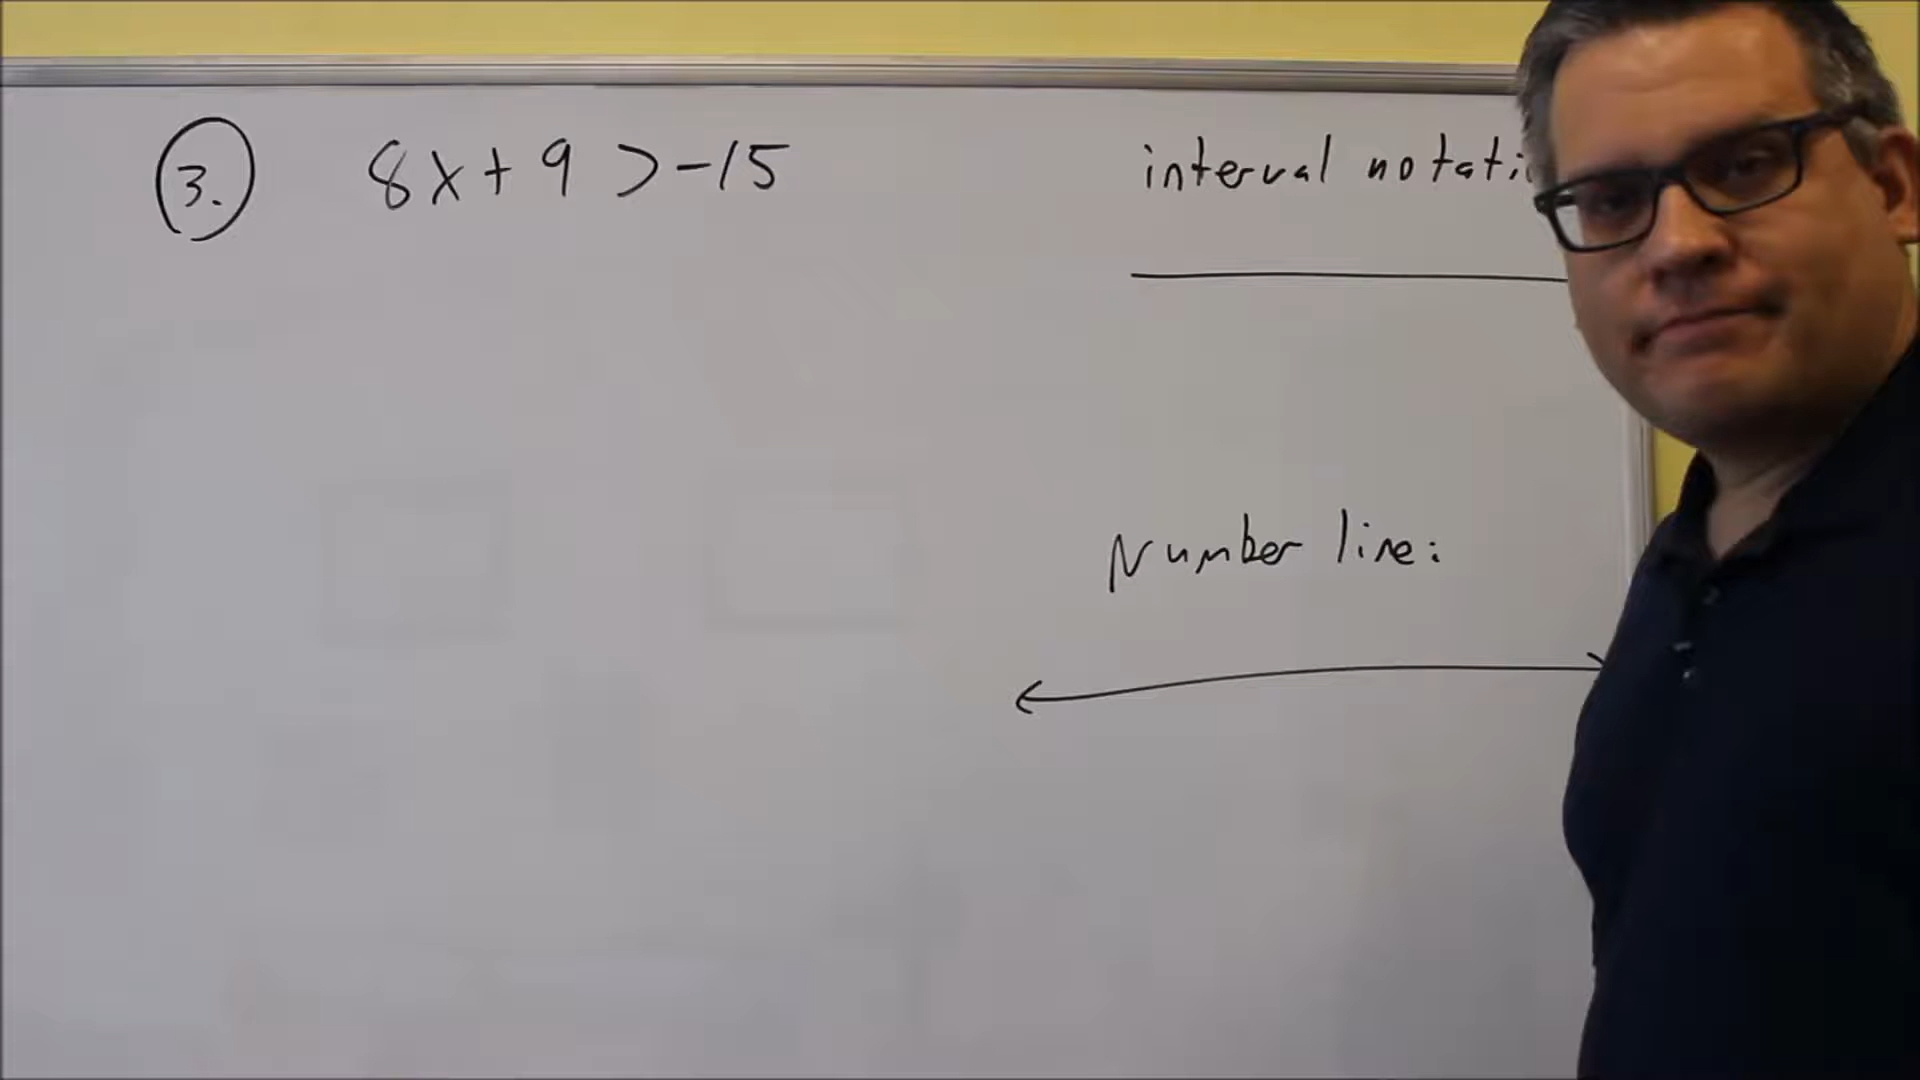 3. 8x + 9 > -15
interval notati
Number line: